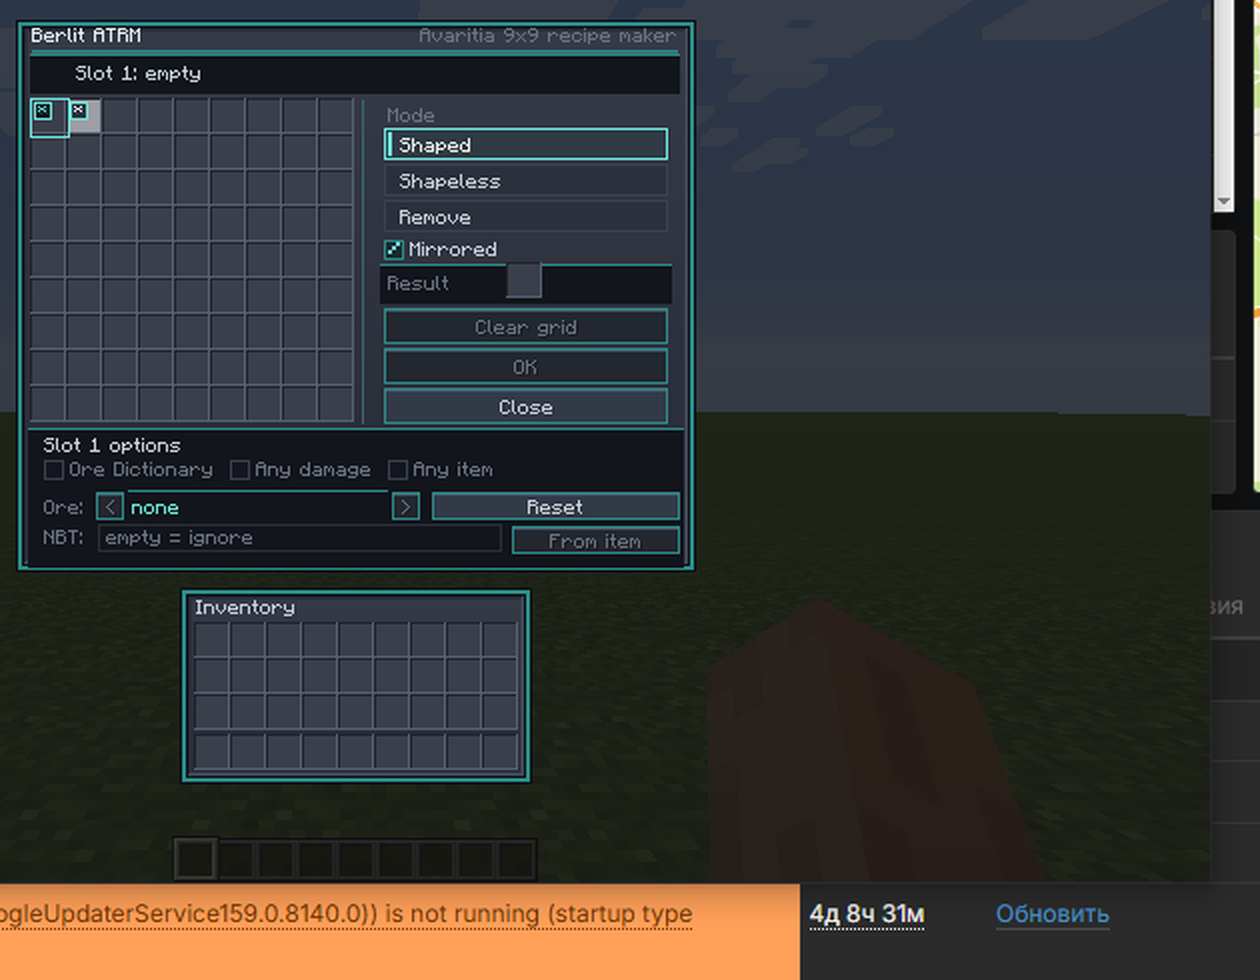 Berlit ATRM
Avaritia 9x9 recipe maker
Slot 1: empty
Mode
Shaped
Shapeless
Remove
Mirrored
Result
Clear grid
OK
Close
Slot 1 options
Ore Dictionary Any damage Any item
Ore: < none > Reset
NBT: empty = ignore From item
Inventory
вия
ogleUpdaterService159.0.8140.0)) is not running (startup type
4д 8ч 31м
Обновить